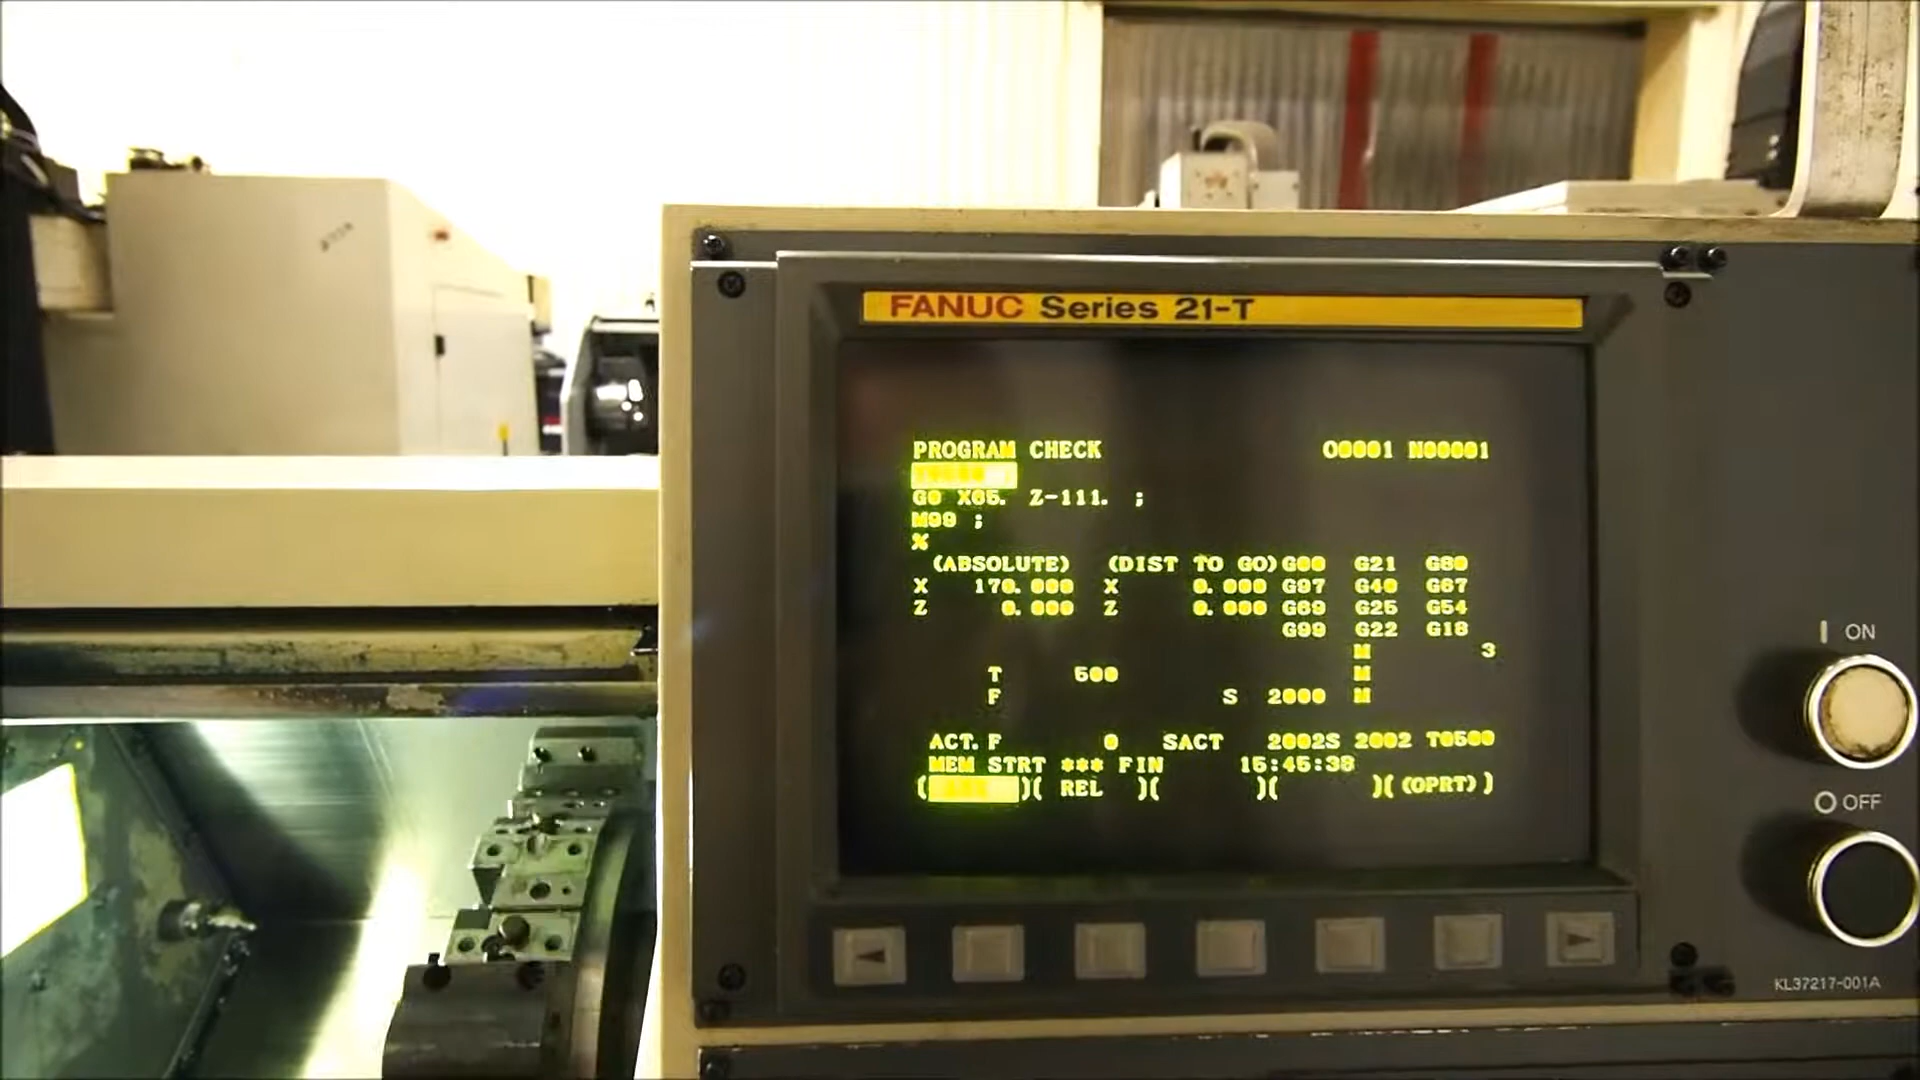 FANUC Series 21-T
PROGRAM CHECK O0001 N00001
G0 X65. Z-111. ;
M99 ;
%
(ABSOLUTE) (DIST TO GO) G00 G21 G80
X 170.000 X 0.000 G97 G40 G67
Z 0.000 Z 0.000 G69 G25 G54
G99 G22 G18
M 3
T 500 M
F S 2000 M
ACT. F 0 SACT 2002S 2002 T0500
MEM STRT *** FIN 15:45:38
( )( REL )( )( )( (OPRT) )
ON
OFF
KL37217-001A